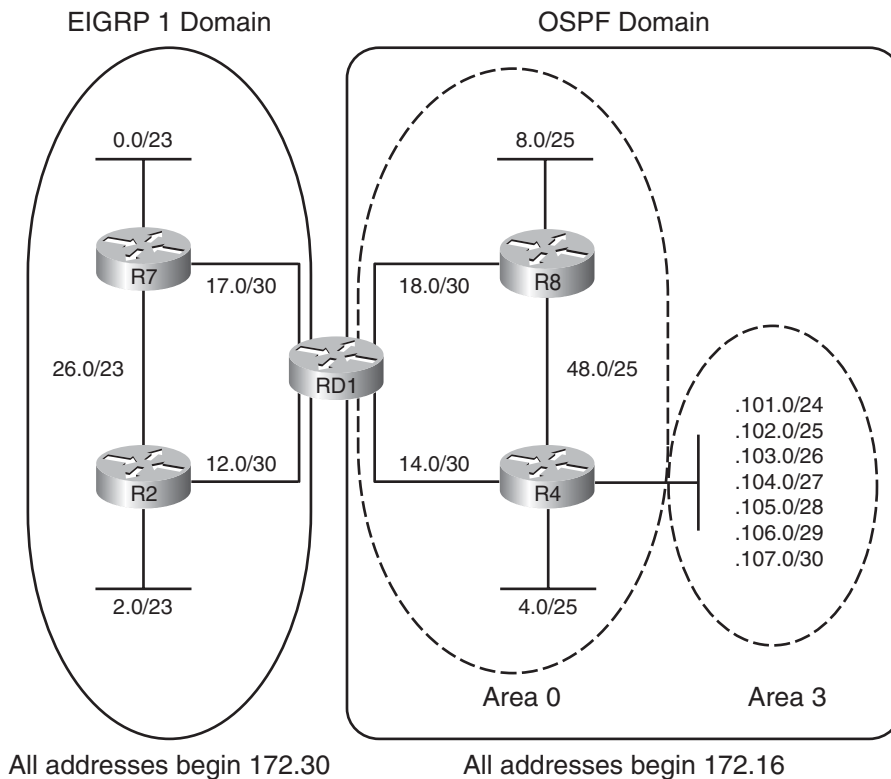 EIGRP 1 Domain
OSPF Domain
0.0/23
8.0/25
R7
R8
17.0/30
18.0/30
26.0/23
RD1
48.0/25
.101.0/24
.102.0/25
.103.0/26
.104.0/27
.105.0/28
.106.0/29
.107.0/30
12.0/30
14.0/30
R2
R4
2.0/23
4.0/25
Area 0
Area 3
All addresses begin 172.30
All addresses begin 172.16